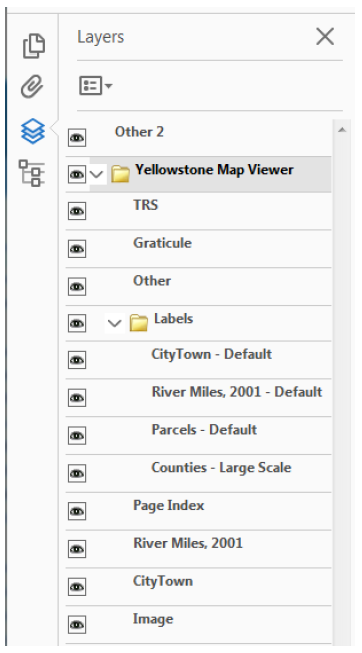 Layers
Other 2
Yellowstone Map Viewer
TRS
Graticule
Other
Labels
CityTown - Default
River Miles, 2001 - Default
Parcels - Default
Counties - Large Scale
Page Index
River Miles, 2001
CityTown
Image